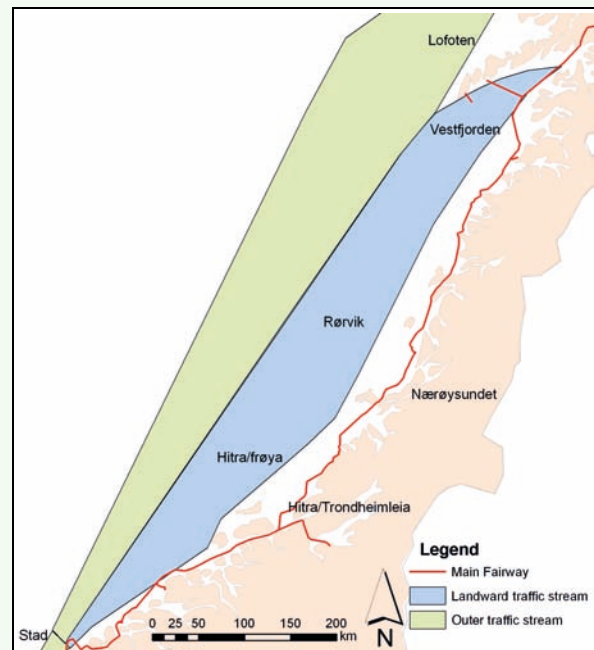 Lofoten
Vestfjorden
Rørvik
Nærøysundet
Hitra/frøya
Hitra/Trondheimleia
Legend
Main Fairway
Landward traffic stream
Outer traffic stream
Stad
0 25 50 100 150 200
km
N